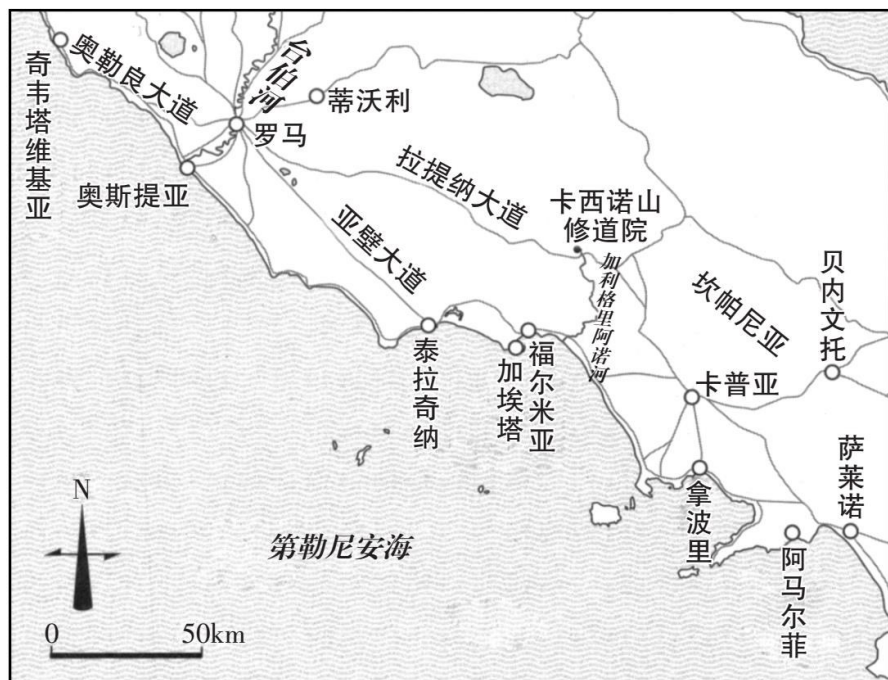 奇韦塔维基亚
奥勒良大道
台伯河
蒂沃利
罗马
奥斯提亚
拉提纳大道
卡西诺山
修道院
亚壁大道
加利格里阿诺河
坎帕尼亚
贝内文托
泰拉奇纳
加埃塔
福尔米亚
卡普亚
萨莱诺
拿波里
阿马尔菲
第勒尼安海
N
0 50km